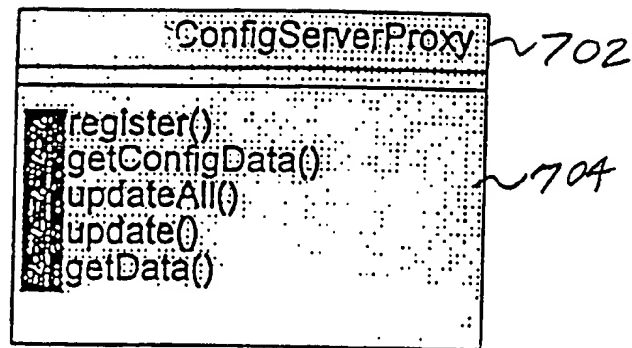 ConfigServerProxy 702
register()
getConfigData() 704
updateAll()
update()
getData()